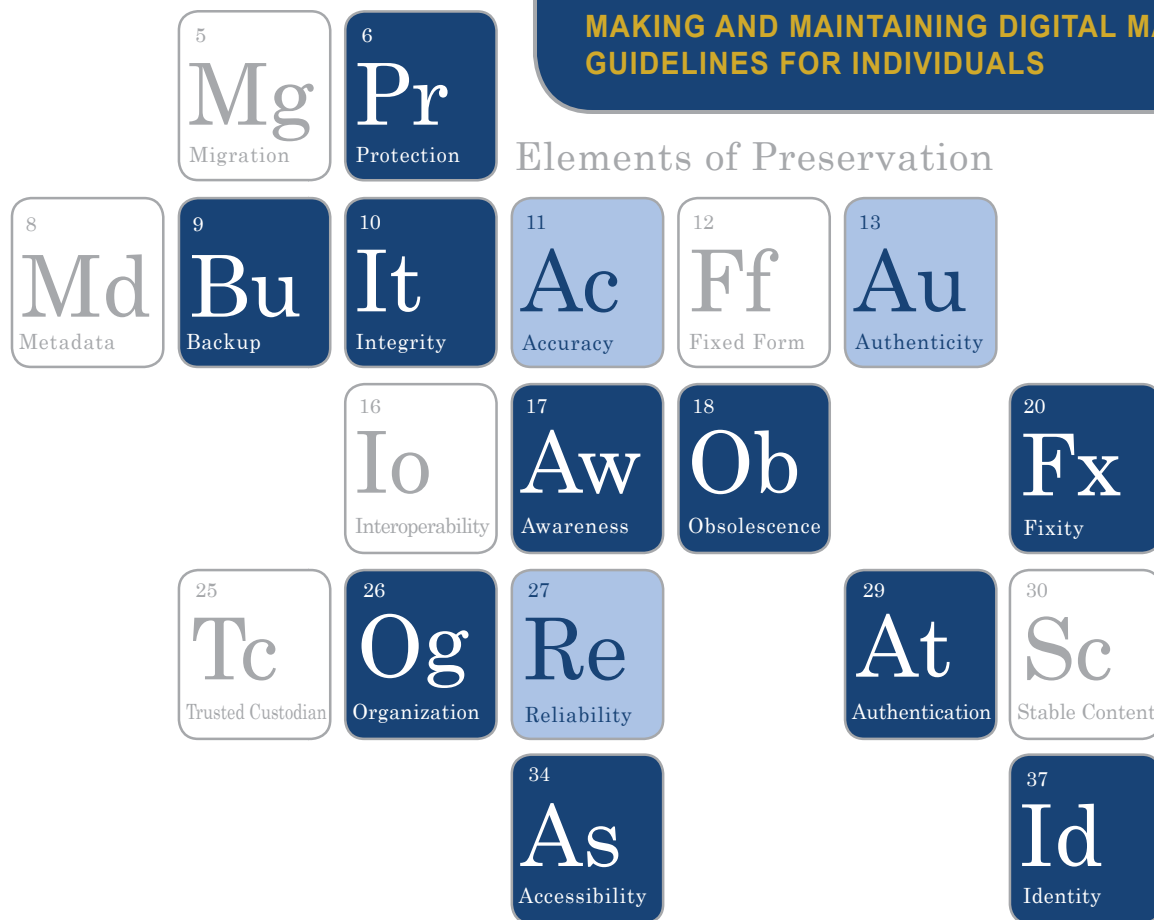 MAKING AND MAINTAINING DIGITAL
GUIDELINES FOR INDIVIDUALS
5
Mg
Migration
6
Pr
Protection
Elements of Preservation
8
Md
Metadata
9
Bu
Backup
10
It
Integrity
11
Ac
Accuracy
12
Ff
Fixed Form
13
Au
Authenticity
16
Io
Interoperability
17
Aw
Awareness
18
Ob
Obsolescence
20
Fx
Fixity
25
Tc
Trusted Custodian
26
Og
Organization
27
Re
Reliability
29
At
Authentication
30
Sc
Stable Content
34
As
Accessibility
37
Id
Identity